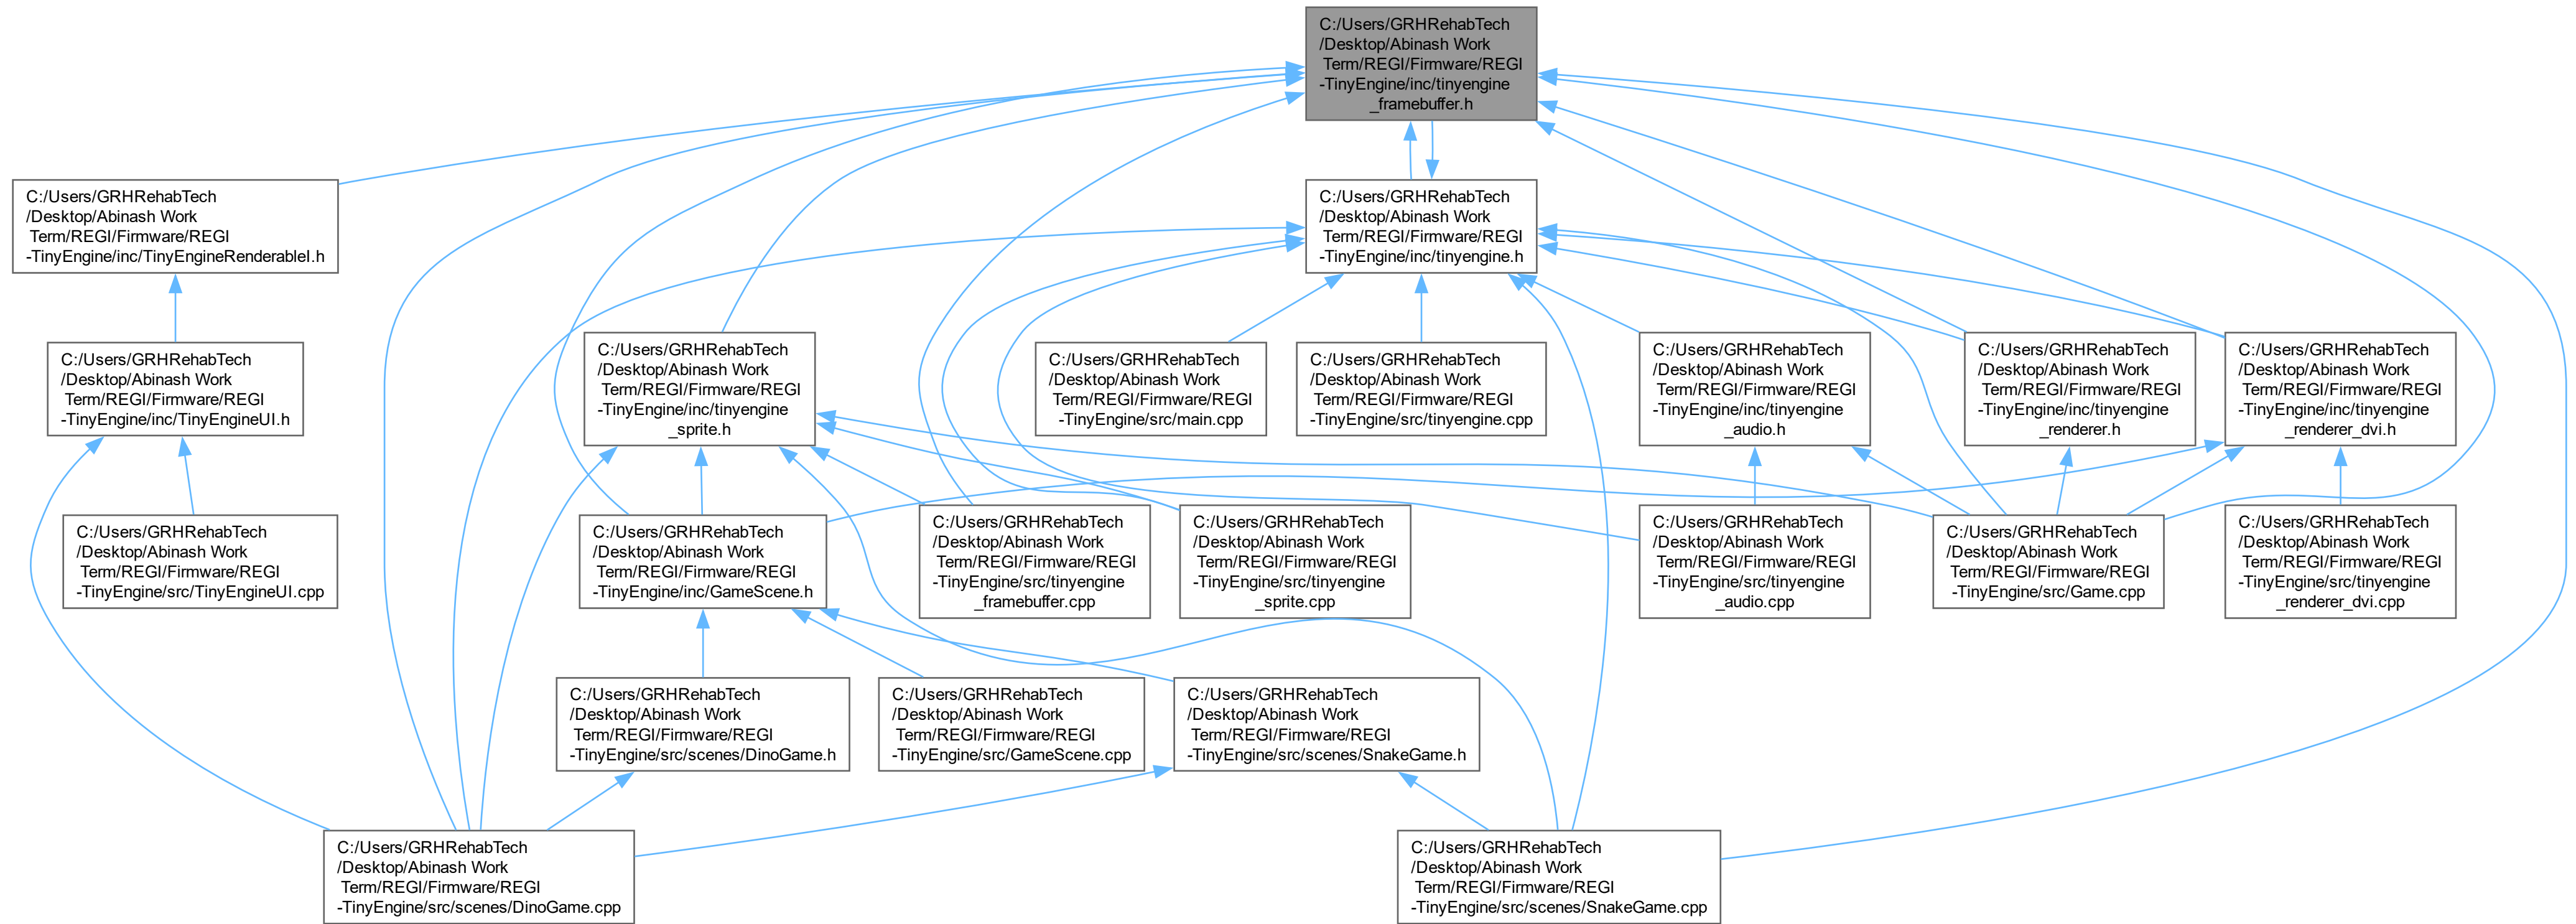 C:/Users/GRHRehabTech
/Desktop/Abinash Work
Term/REGI/Firmware/REGI
-TinyEngine/inc/tinyengine
_framebuffer.h
C:/Users/GRHRehabTech
/Desktop/Abinash Work
Term/REGI/Firmware/REGI
-TinyEngine/inc/TinyEngineRenderableI.h
C:/Users/GRHRehabTech
/Desktop/Abinash Work
Term/REGI/Firmware/REGI
-TinyEngine/inc/tinyengine.h
C:/Users/GRHRehabTech
/Desktop/Abinash Work
Term/REGI/Firmware/REGI
-TinyEngine/inc/TinyEngineUI.h
C:/Users/GRHRehabTech
/Desktop/Abinash Work
Term/REGI/Firmware/REGI
-TinyEngine/inc/tinyengine
_sprite.h
C:/Users/GRHRehabTech
/Desktop/Abinash Work
Term/REGI/Firmware/REGI
-TinyEngine/src/main.cpp
C:/Users/GRHRehabTech
/Desktop/Abinash Work
Term/REGI/Firmware/REGI
-TinyEngine/src/tinyengine.cpp
C:/Users/GRHRehabTech
/Desktop/Abinash Work
Term/REGI/Firmware/REGI
-TinyEngine/inc/tinyengine
_audio.h
C:/Users/GRHRehabTech
/Desktop/Abinash Work
Term/REGI/Firmware/REGI
-TinyEngine/inc/tinyengine
_renderer.h
C:/Users/GRHRehabTech
/Desktop/Abinash Work
Term/REGI/Firmware/REGI
-TinyEngine/inc/tinyengine
_renderer_dvi.h
C:/Users/GRHRehabTech
/Desktop/Abinash Work
Term/REGI/Firmware/REGI
-TinyEngine/src/TinyEngineUI.cpp
C:/Users/GRHRehabTech
/Desktop/Abinash Work
Term/REGI/Firmware/REGI
-TinyEngine/inc/GameScene.h
C:/Users/GRHRehabTech
/Desktop/Abinash Work
Term/REGI/Firmware/REGI
-TinyEngine/src/tinyengine
_framebuffer.cpp
C:/Users/GRHRehabTech
/Desktop/Abinash Work
Term/REGI/Firmware/REGI
-TinyEngine/src/tinyengine
_sprite.cpp
C:/Users/GRHRehabTech
/Desktop/Abinash Work
Term/REGI/Firmware/REGI
-TinyEngine/src/tinyengine
_audio.cpp
C:/Users/GRHRehabTech
/Desktop/Abinash Work
Term/REGI/Firmware/REGI
-TinyEngine/src/Game.cpp
C:/Users/GRHRehabTech
/Desktop/Abinash Work
Term/REGI/Firmware/REGI
-TinyEngine/src/tinyengine
_renderer_dvi.cpp
C:/Users/GRHRehabTech
/Desktop/Abinash Work
Term/REGI/Firmware/REGI
-TinyEngine/src/scenes/DinoGame.h
C:/Users/GRHRehabTech
/Desktop/Abinash Work
Term/REGI/Firmware/REGI
-TinyEngine/src/GameScene.cpp
C:/Users/GRHRehabTech
/Desktop/Abinash Work
Term/REGI/Firmware/REGI
-TinyEngine/src/scenes/SnakeGame.h
C:/Users/GRHRehabTech
/Desktop/Abinash Work
Term/REGI/Firmware/REGI
-TinyEngine/src/scenes/DinoGame.cpp
C:/Users/GRHRehabTech
/Desktop/Abinash Work
Term/REGI/Firmware/REGI
-TinyEngine/src/scenes/SnakeGame.cpp